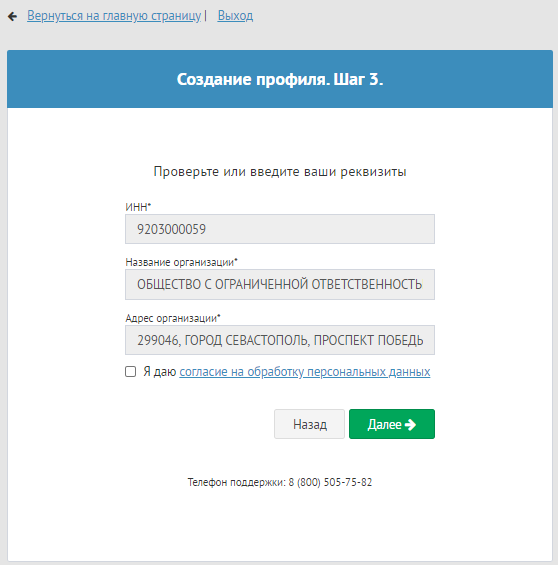 Вернуться на главную страницу | Выход
Создание профиля. Шаг 3.
Проверьте или введите ваши реквизиты
ИНН*
9203000059
Название организации*
ОБЩЕСТВО С ОГРАНИЧЕННОЙ ОТВЕТСТВЕННОСТЬ
Адрес организации*
299046, ГОРОД СЕВАСТОПОЛЬ, ПРОСПЕКТ ПОБЕДЬ
Я даю согласие на обработку персональных данных
Назад
Далее
Телефон поддержки: 8 (800) 505-75-82